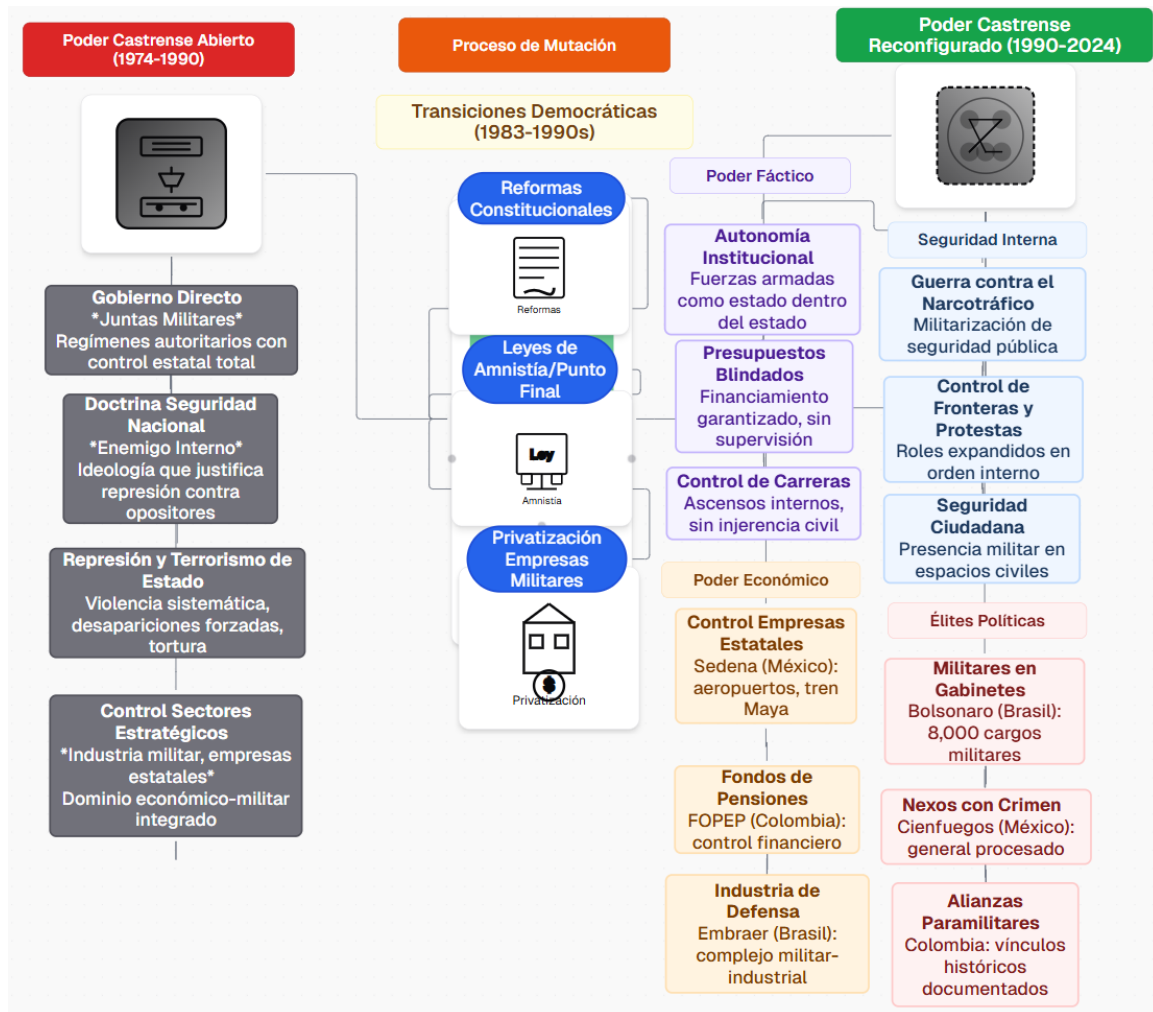 Poder Castrense Abierto
(1974-1990)
Gobierno Directo
*Juntas Militares*
Regímenes autoritarios con
control estatal total
Doctrina Seguridad
Nacional
*Enemigo Interno*
Ideología que justifica
represión contra
opositores
Represión y Terrorismo de
Estado
Violencia sistemática,
desapariciones forzadas,
tortura
Control Sectores
Estratégicos
*Industria militar, empresas
estatales*
Dominio económico-militar
integrado
Proceso de Mutación
Transiciones Democráticas
(1983-1990s)
Reformas
Constitucionales
Reformas
Leyes de
Amnistía/Punto
Final
Ley
Amnistía
Privatización
Empresas
Militares
$
Privatización
Poder Castrense
Reconfigurado (1990-2024)
Poder Fáctico
Autonomía
Institucional
Fuerzas armadas
como estado dentro
del estado
Presupuestos
Blindados
Financiamiento
garantizado, sin
supervisión
Control de Carreras
Ascensos internos,
sin injerencia civil
Poder Económico
Control Empresas
Estatales
Sedena (México):
aeropuertos, tren
Maya
Fondos de
Pensiones
FOPEP (Colombia):
control financiero
Industria de
Defensa
Embraer (Brasil):
complejo militar-
industrial
Seguridad Interna
Guerra contra el
Narcotráfico
Militarización de
seguridad pública
Control de
Fronteras y
Protestas
Roles expandidos en
orden interno
Seguridad
Ciudadana
Presencia militar en
espacios civiles
Élites Políticas
Militares en
Gabinetes
Bolsonaro (Brasil):
8,000 cargos
militares
Nexos con Crimen
Cienfuegos (México):
general procesado
Alianzas
Paramilitares
Colombia: vínculos
históricos
documentados